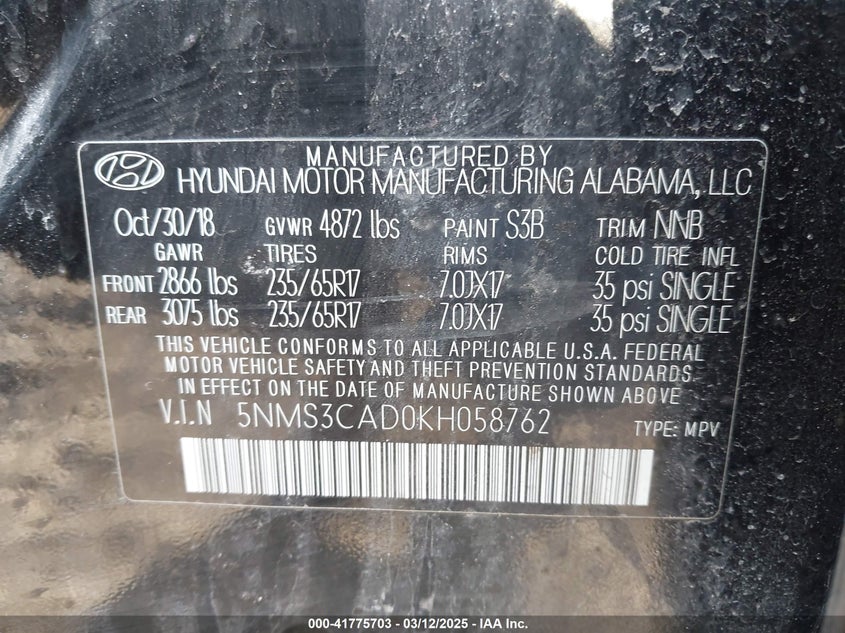 MANUFACTURED BY
HYUNDAI MOTOR MANUFACTURING ALABAMA, LLC
Oct/30/18 GVWR 4872 lbs PAINT S3B TRIM NNB
GAWR TIRES RIMS COLD TIRE INFL
FRONT 2866 lbs 235/65R17 7.0JX17 35 psi SINGLE
REAR 3075 lbs 235/65R17 7.0JX17 35 psi SINGLE
THIS VEHICLE CONFORMS TO ALL APPLICABLE U.S.A. FEDERAL
MOTOR VEHICLE SAFETY AND THEFT PREVENTION STANDARDS
IN EFFECT ON THE DATE OF MANUFACTURE SHOWN ABOVE
V.I.N 5NMS3CAD0KH058762 TYPE: MPV
000-41775703 - 03/12/2025 - IAA Inc.